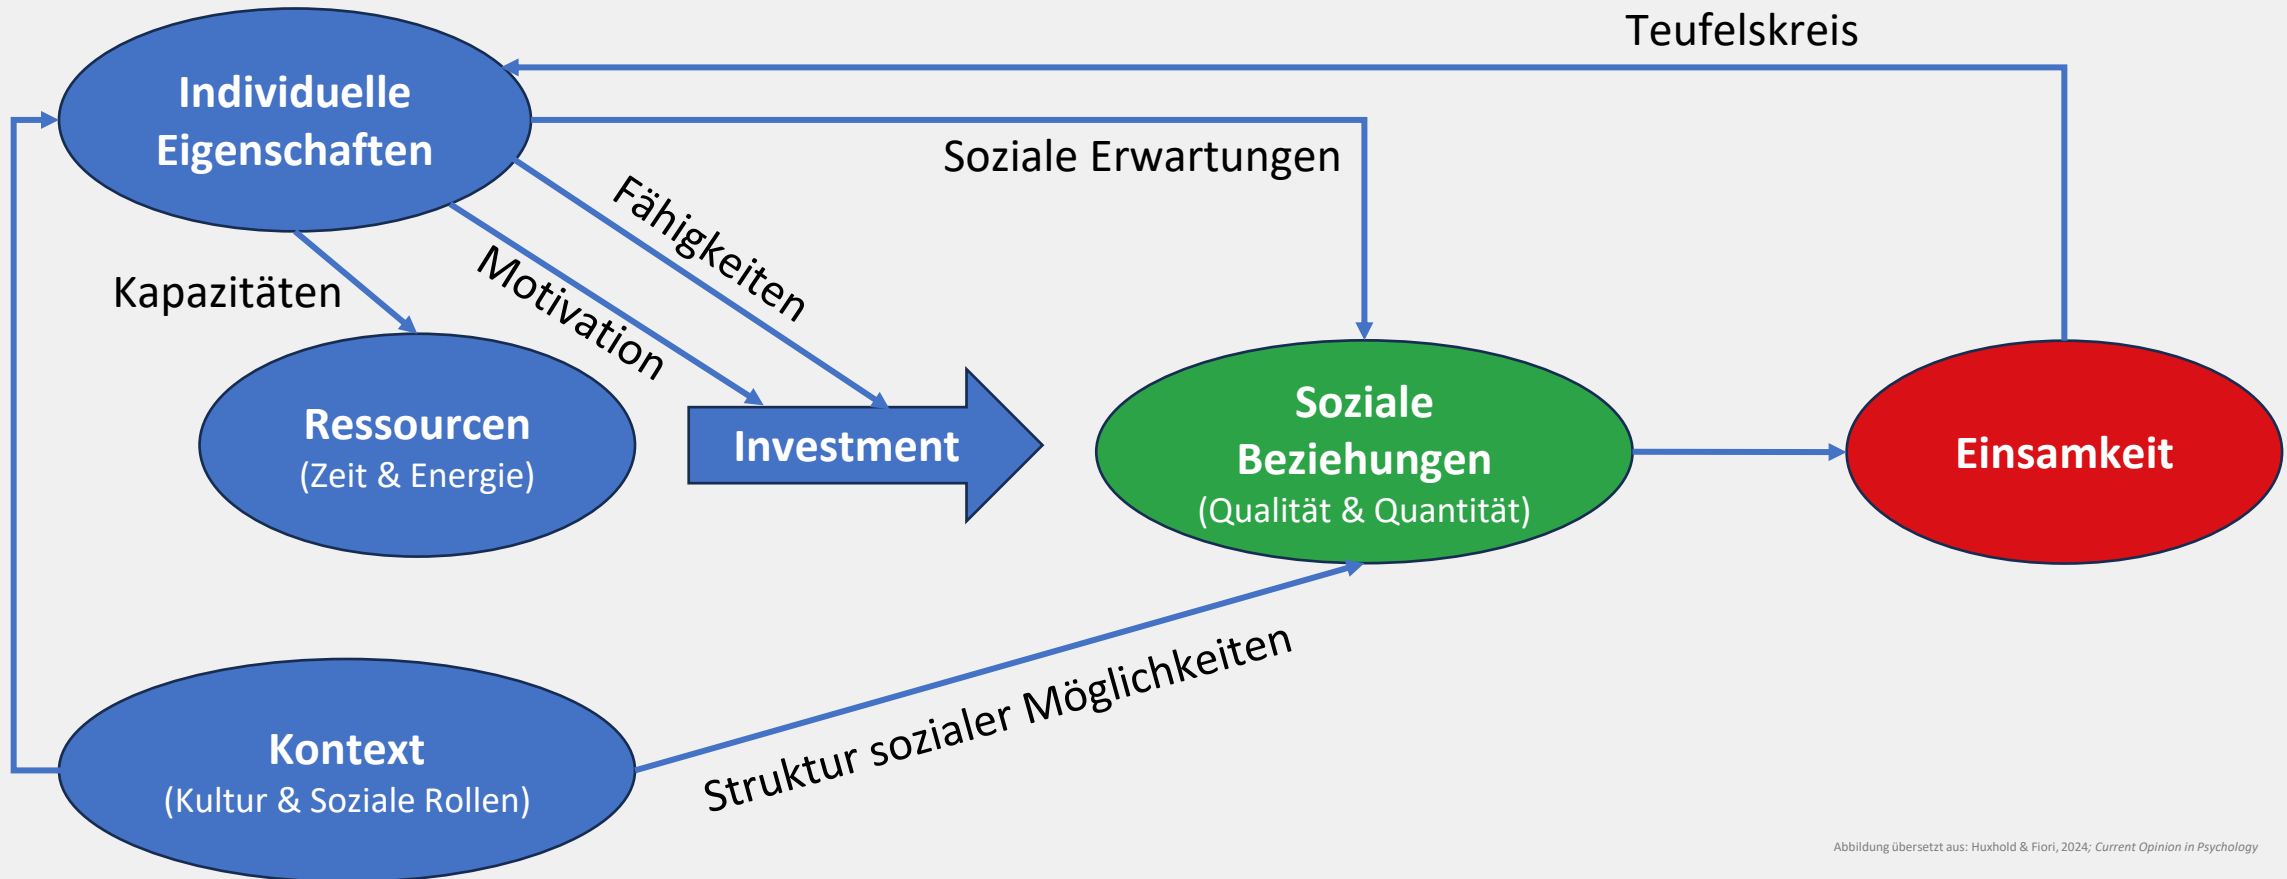 Teufelskreis
Individuelle
Eigenschaften
Soziale Erwartungen
Fähigkeiten
Motivation
Kapazitäten
Ressourcen
(Zeit & Energie)
Investment
Soziale
Beziehungen
(Qualität & Quantität)
Einsamkeit
Struktur sozialer Möglichkeiten
Kontext
(Kultur & Soziale Rollen)
Abbildung übersetzt aus: Huxhold & Fiori, 2024; Current Opinion in Psychology